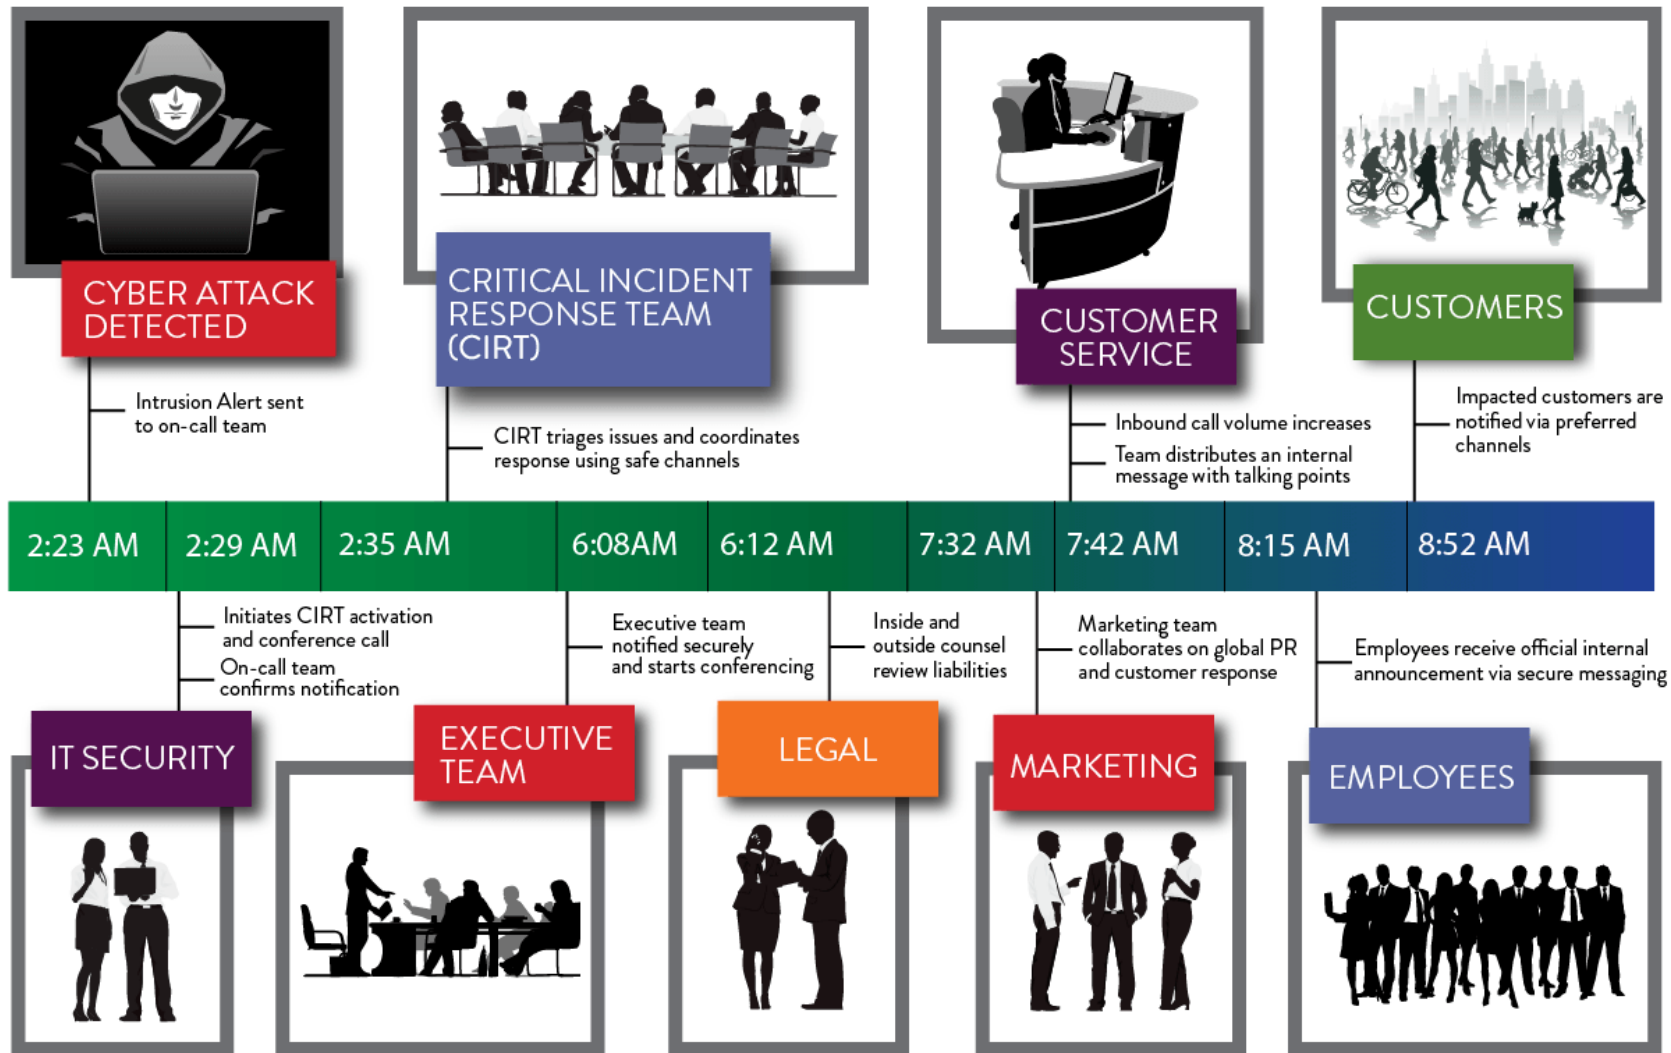 CYBER ATTACK
DETECTED
Intrusion Alert sent
to on-call team
CRITICAL INCIDENT
RESPONSE TEAM
(CIRT)
CIRT triages issues and coordinates
response using safe channels
CUSTOMER
SERVICE
Inbound call volume increases
Team distributes an internal
message with talking points
CUSTOMERS
Impacted customers are
notified via preferred
channels
2:23 AM
2:29 AM
2:35 AM
6:08AM
6:12 AM
7:32 AM
7:42 AM
8:15 AM
8:52 AM
Initiates CIRT activation
and conference call
On-call team
confirms notification
IT SECURITY
Executive team
notified securely
and starts conferencing
EXECUTIVE
TEAM
Inside and
outside counsel
review liabilities
LEGAL
Marketing team
collaborates on global PR
and customer response
MARKETING
Employees receive official internal
announcement via secure messaging
EMPLOYEES